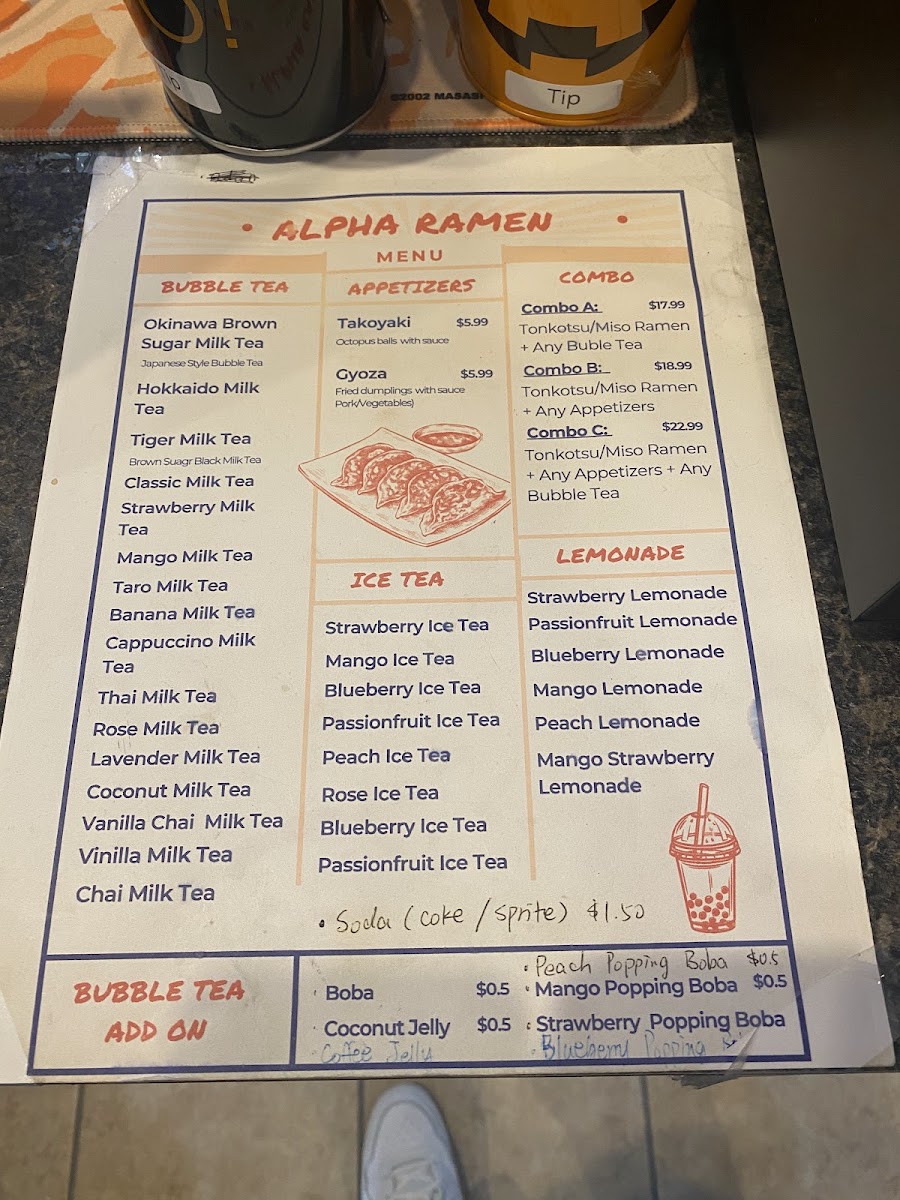 ©2002 MASASHI
Tip
• ALPHA RAMEN •
MENU
BUBBLE TEA
Okinawa Brown
Sugar Milk Tea
Japanese Style Bubble Tea
Hokkaido Milk
Tea
Tiger Milk Tea
Brown Suagr Black Milk Tea
Classic Milk Tea
Strawberry Milk
Tea
Mango Milk Tea
Taro Milk Tea
Banana Milk Tea
Cappuccino Milk
Tea
Thai Milk Tea
Rose Milk Tea
Lavender Milk Tea
Coconut Milk Tea
Vanilla Chai Milk Tea
Vinilla Milk Tea
Chai Milk Tea
APPETIZERS
Takoyaki $5.99
Octopus balls with sauce
Gyoza $5.99
Fried dumplings with sauce
Pork/Vegetables)
ICE TEA
Strawberry Ice Tea
Mango Ice Tea
Blueberry Ice Tea
Passionfruit Ice Tea
Peach Ice Tea
Rose Ice Tea
Blueberry Ice Tea
Passionfruit Ice Tea
COMBO
Combo A: $17.99
Tonkotsu/Miso Ramen
+ Any Buble Tea
Combo B: $18.99
Tonkotsu/Miso Ramen
+ Any Appetizers
Combo C: $22.99
Tonkotsu/Miso Ramen
+ Any Appetizers + Any
Bubble Tea
LEMONADE
Strawberry Lemonade
Passionfruit Lemonade
Blueberry Lemonade
Mango Lemonade
Peach Lemonade
Mango Strawberry
Lemonade
• Soda (coke / sprite) $1.50
BUBBLE TEA
ADD ON
· Boba $0.5
· Coconut Jelly $0.5
· Coffee Jelly
• Peach Popping Boba $0.5
• Mango Popping Boba $0.5
• Strawberry Popping Boba
• Blueberry Popping